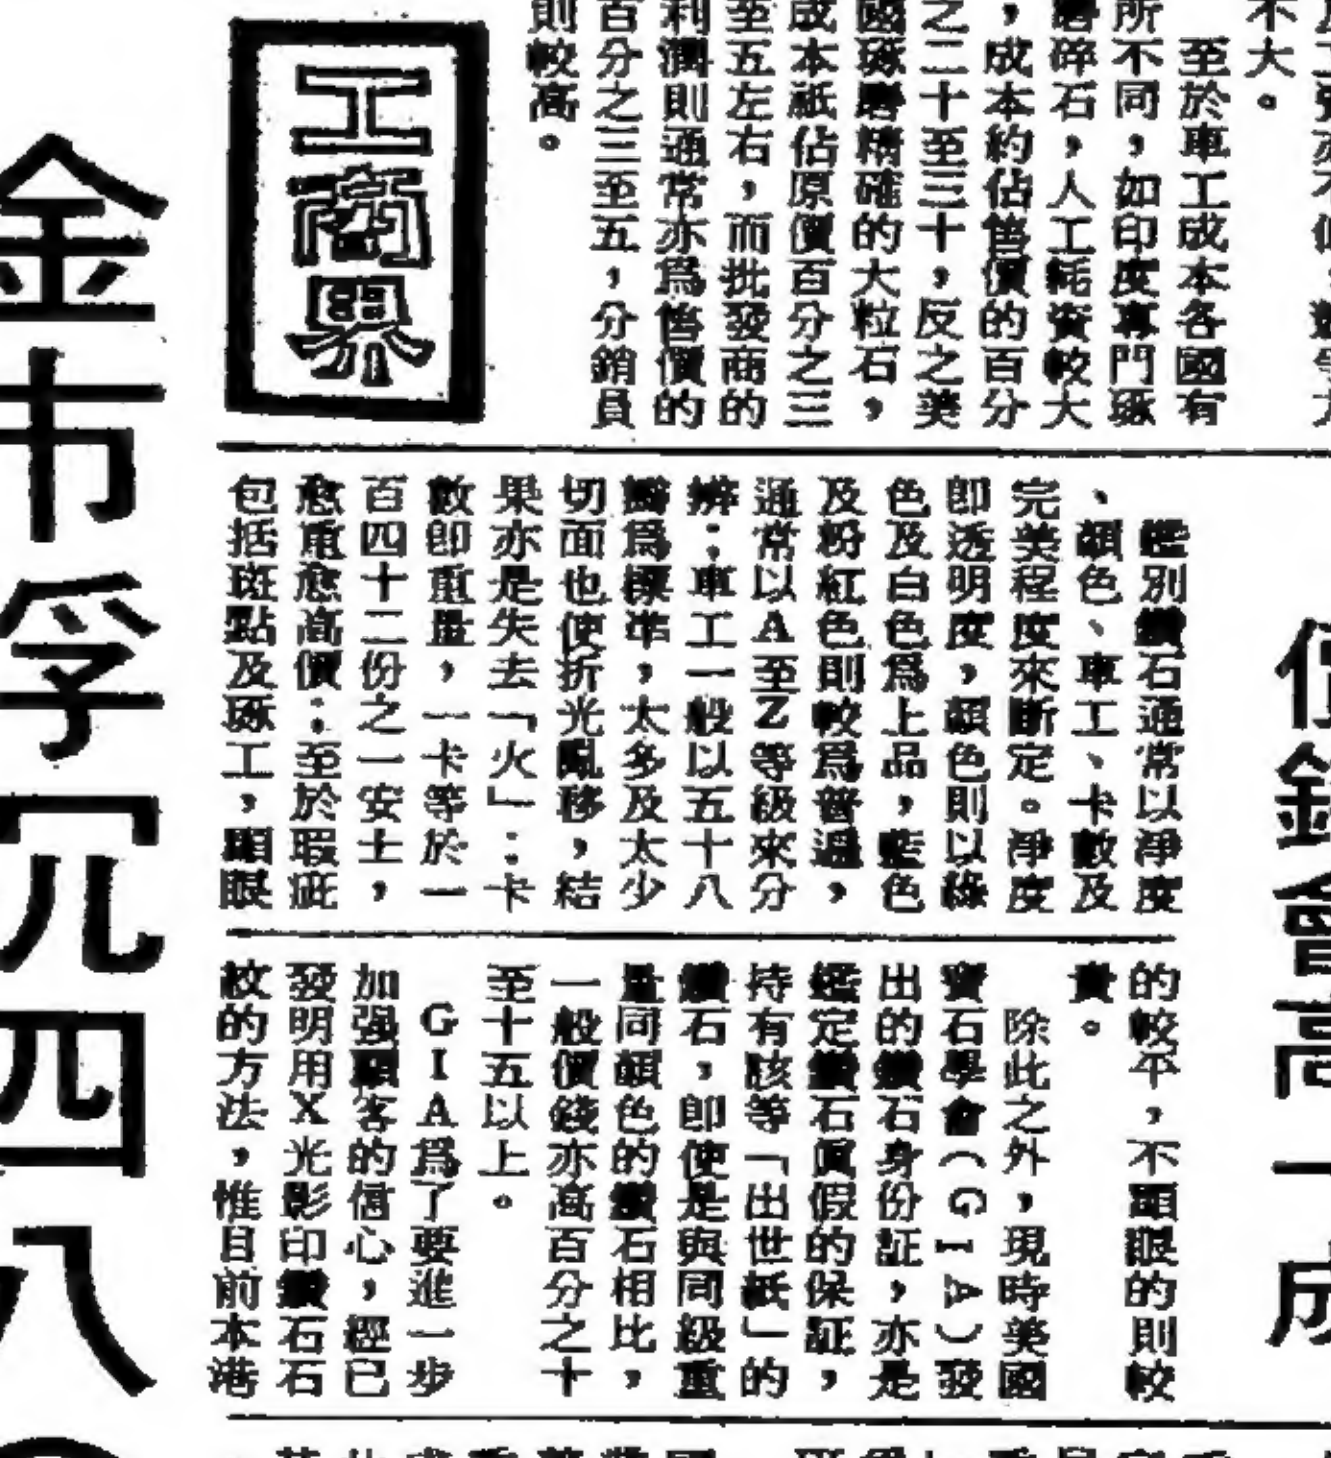 不大。
至於車工成本各國有
所不同，如印度專門琢
磨碎石，人工耗資較大
，成本約佔售價的百分
之二十至三十，反之美
國琢磨精確的大粒石，
成本祇佔原價百分之三
至五左右，而批發商的
利潤則通常亦爲售價的
百分之三至五，分銷員
則較高。
工商界
鑑別鑽石通常以淨度
、顏色、車工、卡數及
完美程度來斷定。淨度
即透明度，顏色則以綠
色及白色爲上品，藍色
及粉紅色則較爲普遍，
通常以A至Z等級來分
辨；車工一般以五十八
瓣爲標準，太多及太少
切面也使折光亂移，結
果亦是失去「火」：卡
數即重量，一卡等於一
百四十二份之一安士，
愈重愈高價；至於瑕疵
包括斑點及琢工，顯眼
的較平，不顯眼的則較
貴。
除此之外，現時美國
寶石學會（GIA）發
出的鑽石身份証，亦是
鑑定鑽石眞假的保証，
持有該等「出世紙」的
鑽石，即使是與同級重
量同顏色的鑽石相比，
一般價錢亦高百分之十
至十五以上。
GIA爲了要進一步
加强顧客的信心，經已
發明用X光影印鑽石石
紋的方法，惟目前本港
會高一成
金市孚
四八